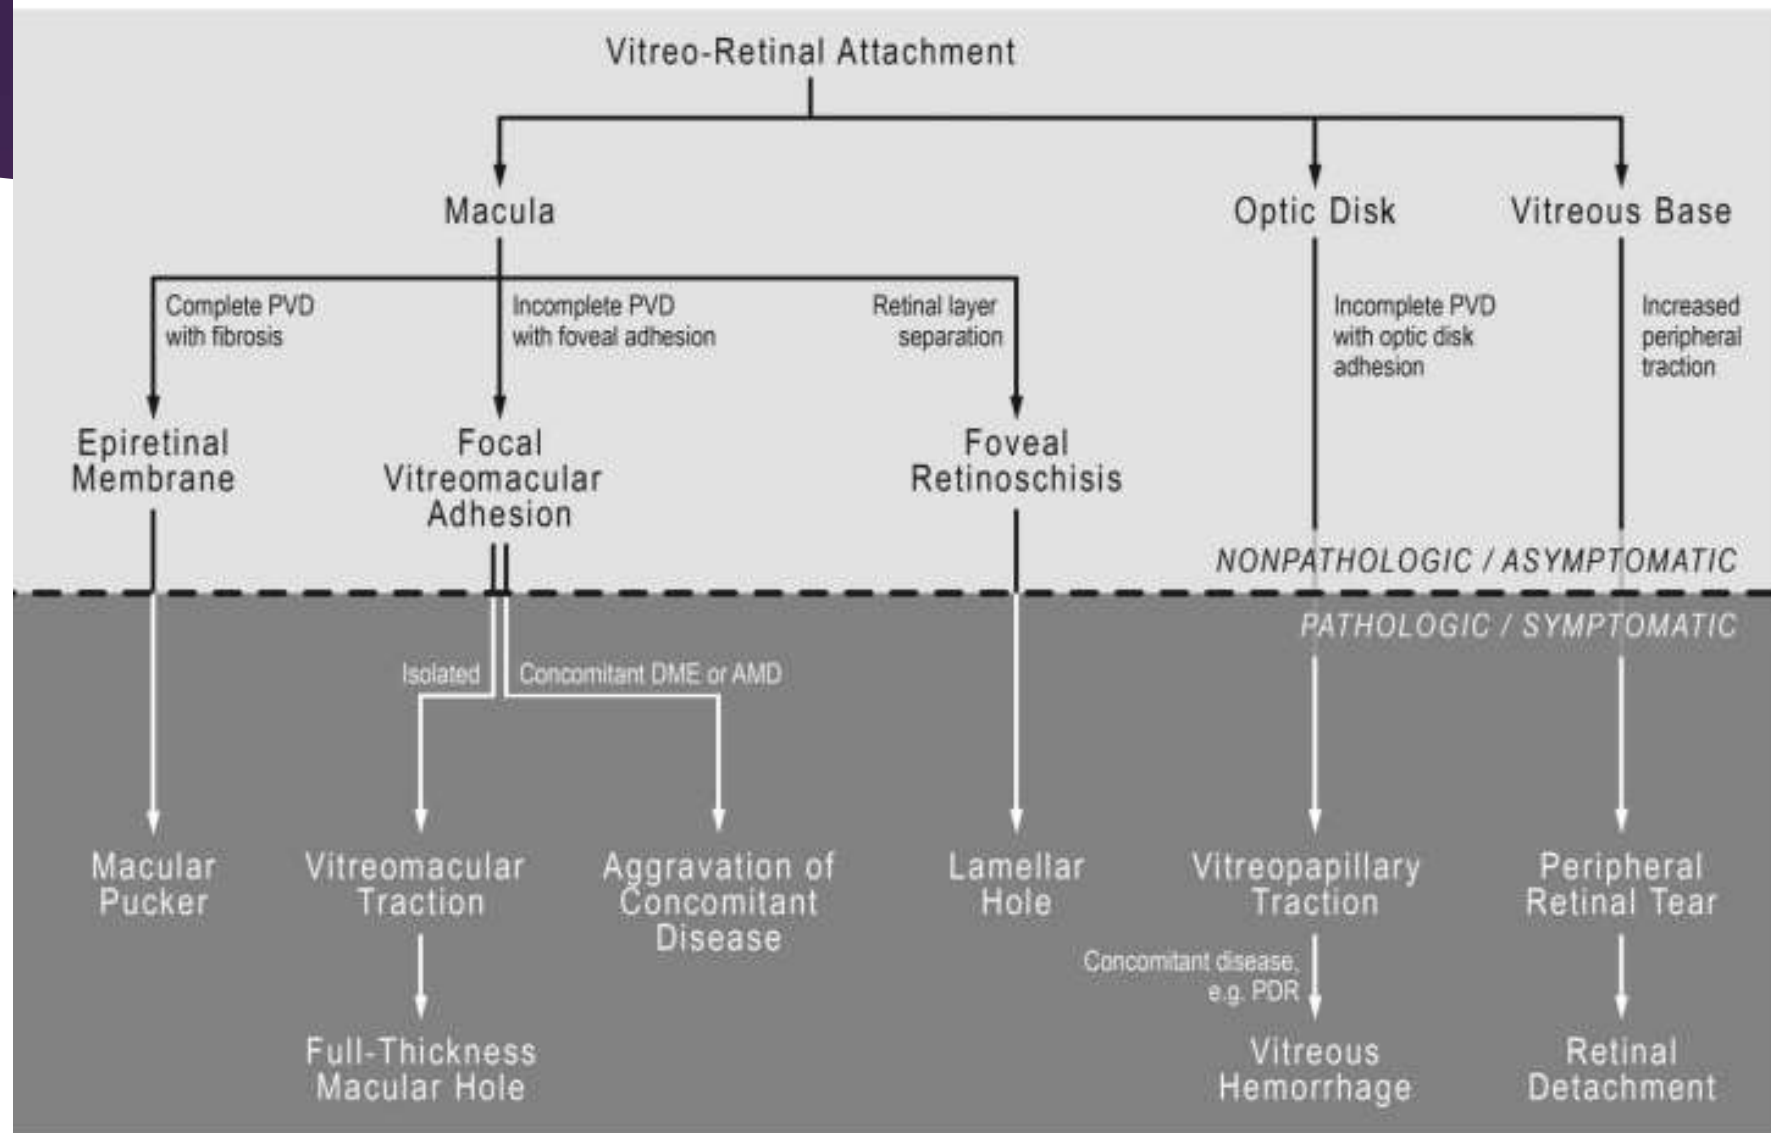 Vitreo-Retinal Attachment
Macula
Optic Disk
Vitreous Base
Complete PVD
with fibrosis
Incomplete PVD
with foveal adhesion
Retinal layer
separation
Incomplete PVD
with optic disk
adhesion
Increased
peripheral
traction
Epiretinal
Membrane
Focal
Vitreomacular
Adhesion
Foveal
Retinoschisis
NONPATHOLOGIC / ASYMPTOMATIC
PATHOLOGIC / SYMPTOMATIC
Isolated
Concomitant DME or AMD
Macular
Pucker
Vitreomacular
Traction
Aggravation of
Concomitant
Disease
Lamellar
Hole
Vitreopapillary
Traction
Peripheral
Retinal Tear
Concomitant disease,
e.g. PDR
Full-Thickness
Macular Hole
Vitreous
Hemorrhage
Retinal
Detachment